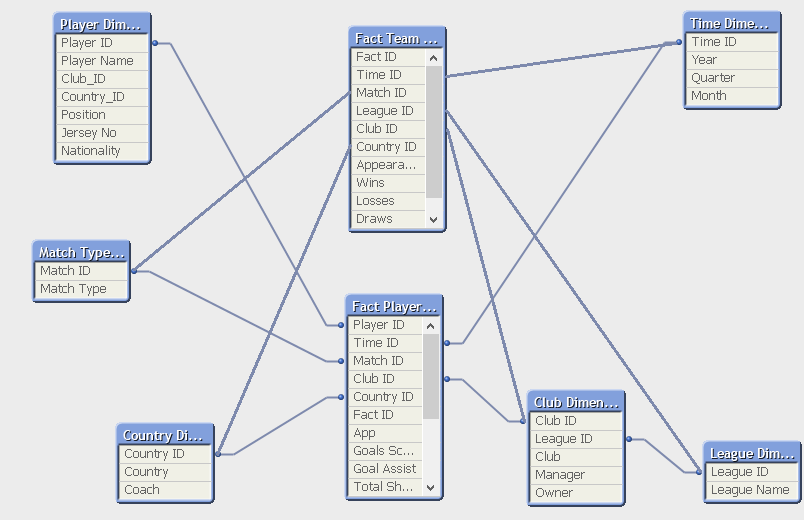 Player Dim...
Player ID
Player Name
Club_ID
Country_ID
Position
Jersey No
Nationality
Fact Team ...
Fact ID
Time ID
Match ID
League ID
Club ID
Country ID
Appeara...
Wins
Losses
Draws
Time Dime...
Time ID
Year
Quarter
Month
Match Type...
Match ID
Match Type
Fact Player...
Player ID
Time ID
Match ID
Club ID
Country ID
Fact ID
App
Goals Sc...
Goal Assist
Total Sh...
Country Di...
Country ID
Country
Coach
Club Dimen...
Club ID
League ID
Club
Manager
Owner
League Dim...
League ID
League Name